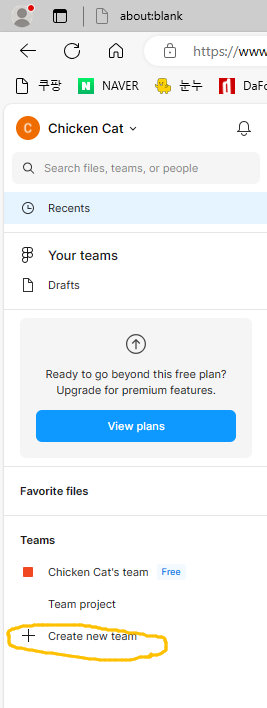 about:blank
https://www
쿠팡
NAVER
눈누
DaFo
C
Chicken Cat
Search files, teams, or people
Recents
Your teams
Drafts
Ready to go beyond this free plan?
Upgrade for premium features.
View plans
Favorite files
Teams
Chicken Cat's team Free
Team project
Create new team